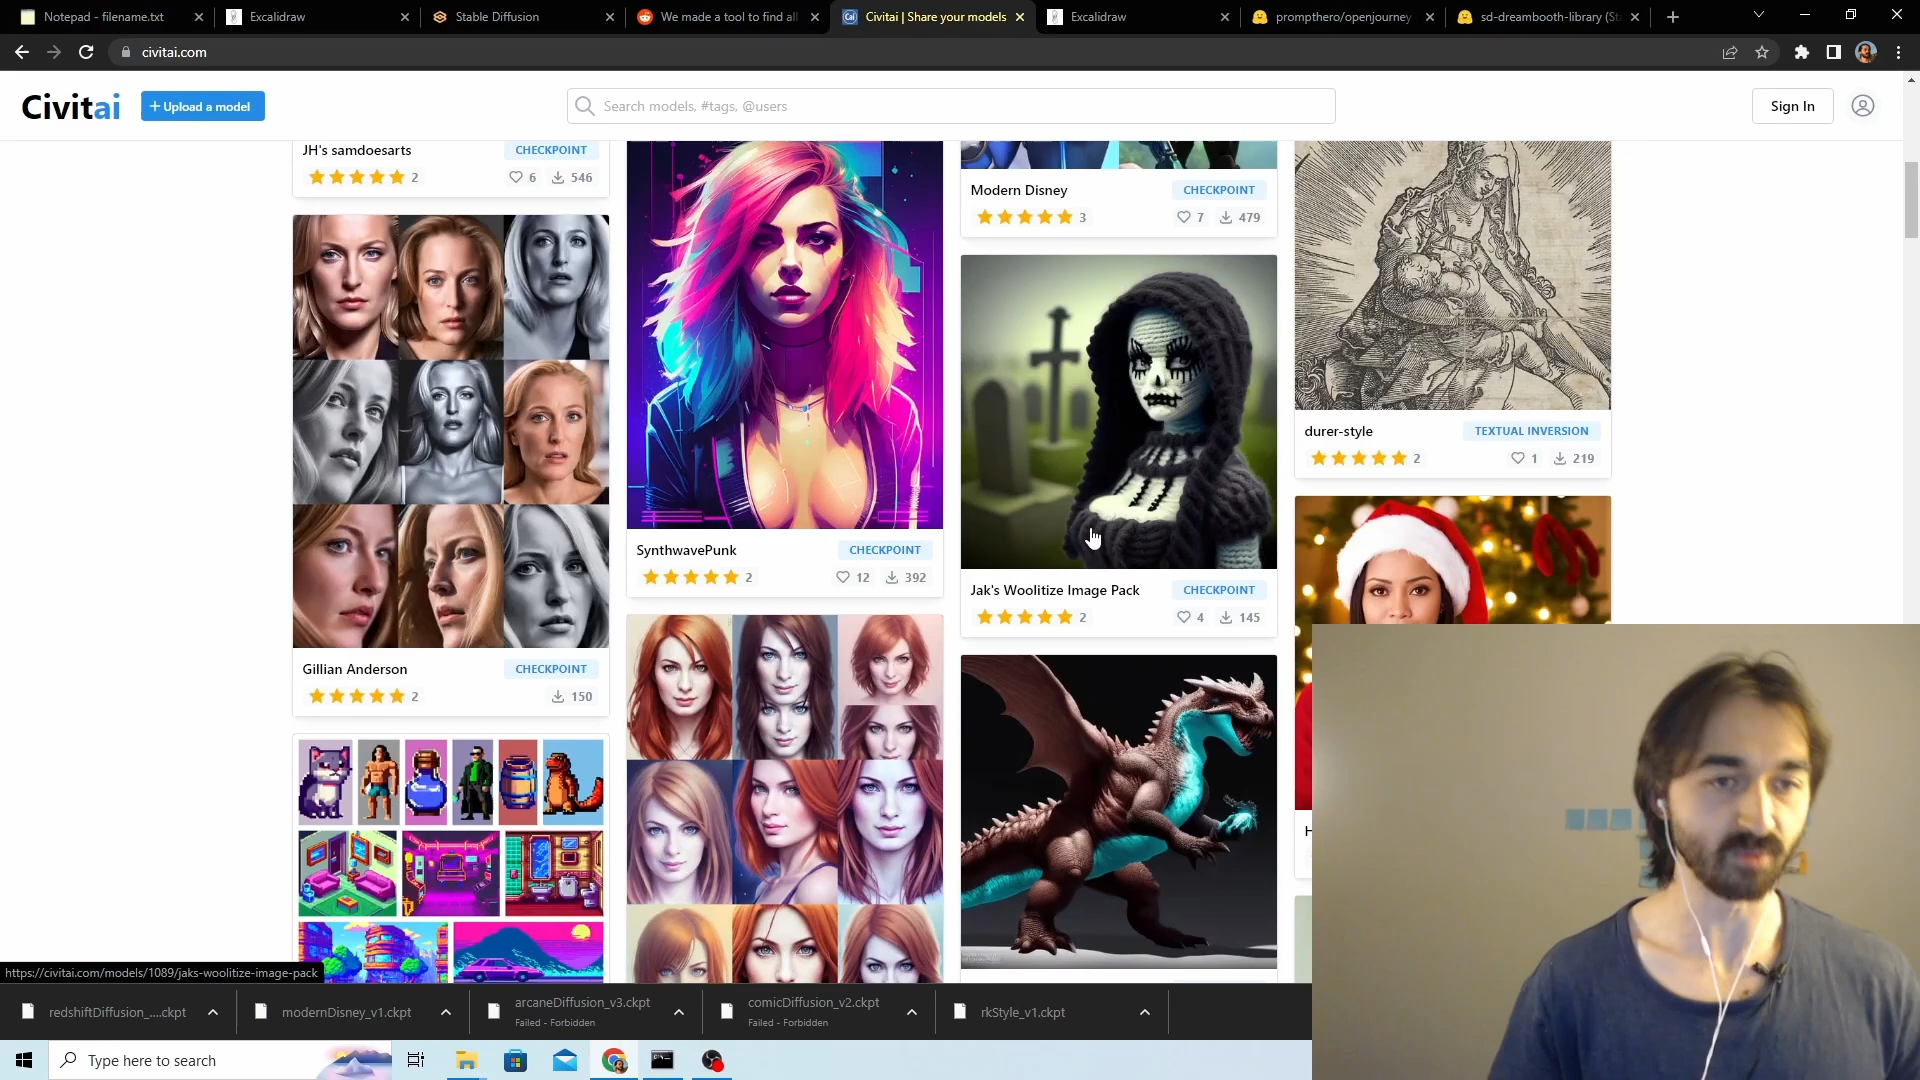 Notepad - filename.txt
Excalidraw
Stable Diffusion
We made a tool to find all
Civitai | Share your models
Excalidraw
prompthero/openjourney
sd-dreambooth-library (Sta
civitai.com
Civitai
+ Upload a model
Search models, #tags, @users
Sign In
JH's samdoesarts
CHECKPOINT
2
6
546
Modern Disney
CHECKPOINT
3
7
479
durer-style
TEXTUAL INVERSION
2
1
219
SynthwavePunk
CHECKPOINT
2
12
392
Jak's Woolitize Image Pack
CHECKPOINT
2
4
145
Gillian Anderson
CHECKPOINT
2
150
H
https://civitai.com/models/1089/jaks-woolitize-image-pack
redshiftDiffusion_....ckpt
modernDisney_v1.ckpt
arcaneDiffusion_v3.ckpt
Failed - Forbidden
comicDiffusion_v2.ckpt
Failed - Forbidden
rkStyle_v1.ckpt
Type here to search